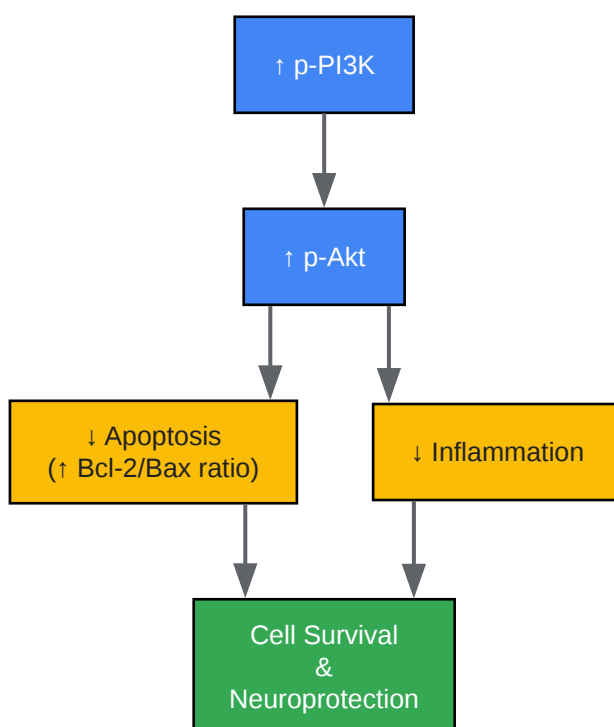 ↑ p-PI3K
↑ p-Akt
↓ Apoptosis
(↑ Bcl-2/Bax ratio)
↓ Inflammation
Cell Survival
&
Neuroprotection